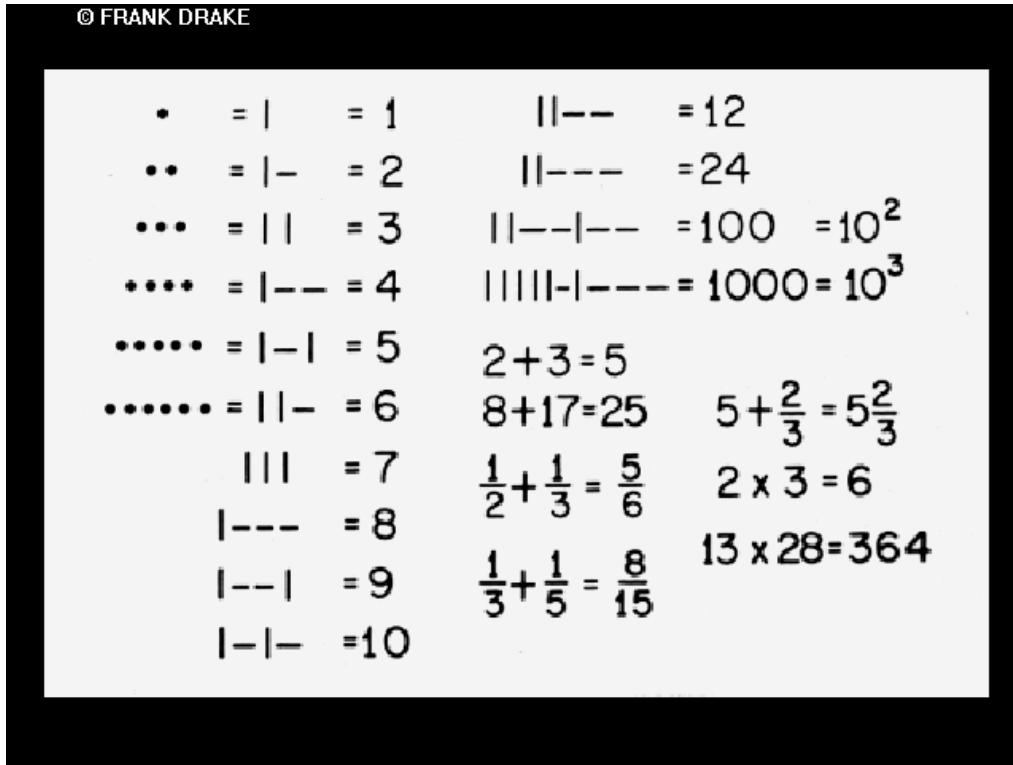 © FRANK DRAKE
• = | = 1
•• = |– = 2
••• = || = 3
•••• = |–– = 4
••••• = |–| = 5
•••••• = ||– = 6
||| = 7
|––– = 8
|––| = 9
|–|– = 10
||–– = 12
||––– = 24
||––|–– = 100 = 10²
|||||–|––– = 1000 = 10³
2 + 3 = 5
8 + 17 = 25
1/2 + 1/3 = 5/6
1/3 + 1/5 = 8/15
5 + 2/3 = 5 2/3
2 x 3 = 6
13 x 28 = 364